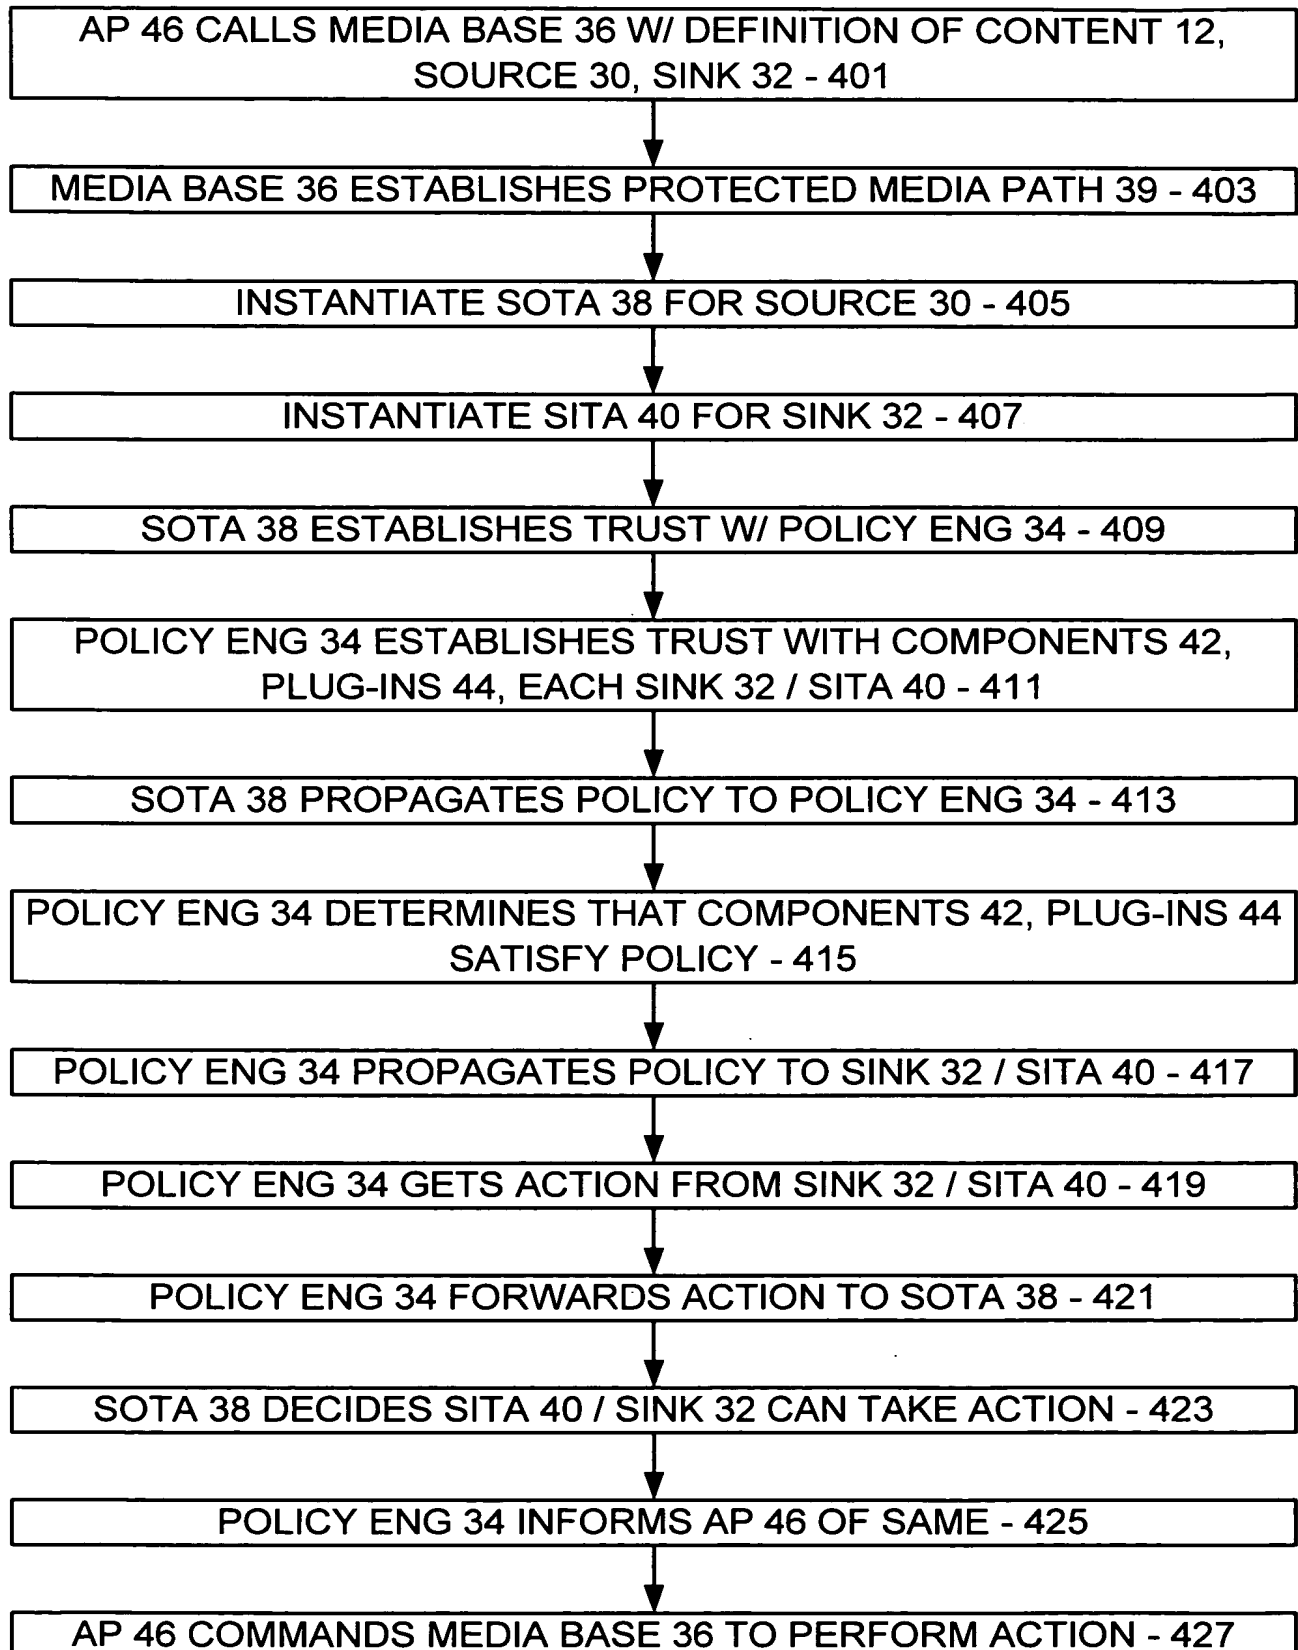 AP 46 CALLS MEDIA BASE 36 W/ DEFINITION OF CONTENT 12,
SOURCE 30, SINK 32 - 401
MEDIA BASE 36 ESTABLISHES PROTECTED MEDIA PATH 39 - 403
INSTANTIATE SOTA 38 FOR SOURCE 30 - 405
INSTANTIATE SITA 40 FOR SINK 32 - 407
SOTA 38 ESTABLISHES TRUST W/ POLICY ENG 34 - 409
POLICY ENG 34 ESTABLISHES TRUST WITH COMPONENTS 42,
PLUG-INS 44, EACH SINK 32 / SITA 40 - 411
SOTA 38 PROPAGATES POLICY TO POLICY ENG 34 - 413
POLICY ENG 34 DETERMINES THAT COMPONENTS 42, PLUG-INS 44
SATISFY POLICY - 415
POLICY ENG 34 PROPAGATES POLICY TO SINK 32 / SITA 40 - 417
POLICY ENG 34 GETS ACTION FROM SINK 32 / SITA 40 - 419
POLICY ENG 34 FORWARDS ACTION TO SOTA 38 - 421
SOTA 38 DECIDES SITA 40 / SINK 32 CAN TAKE ACTION - 423
POLICY ENG 34 INFORMS AP 46 OF SAME - 425
AP 46 COMMANDS MEDIA BASE 36 TO PERFORM ACTION - 427